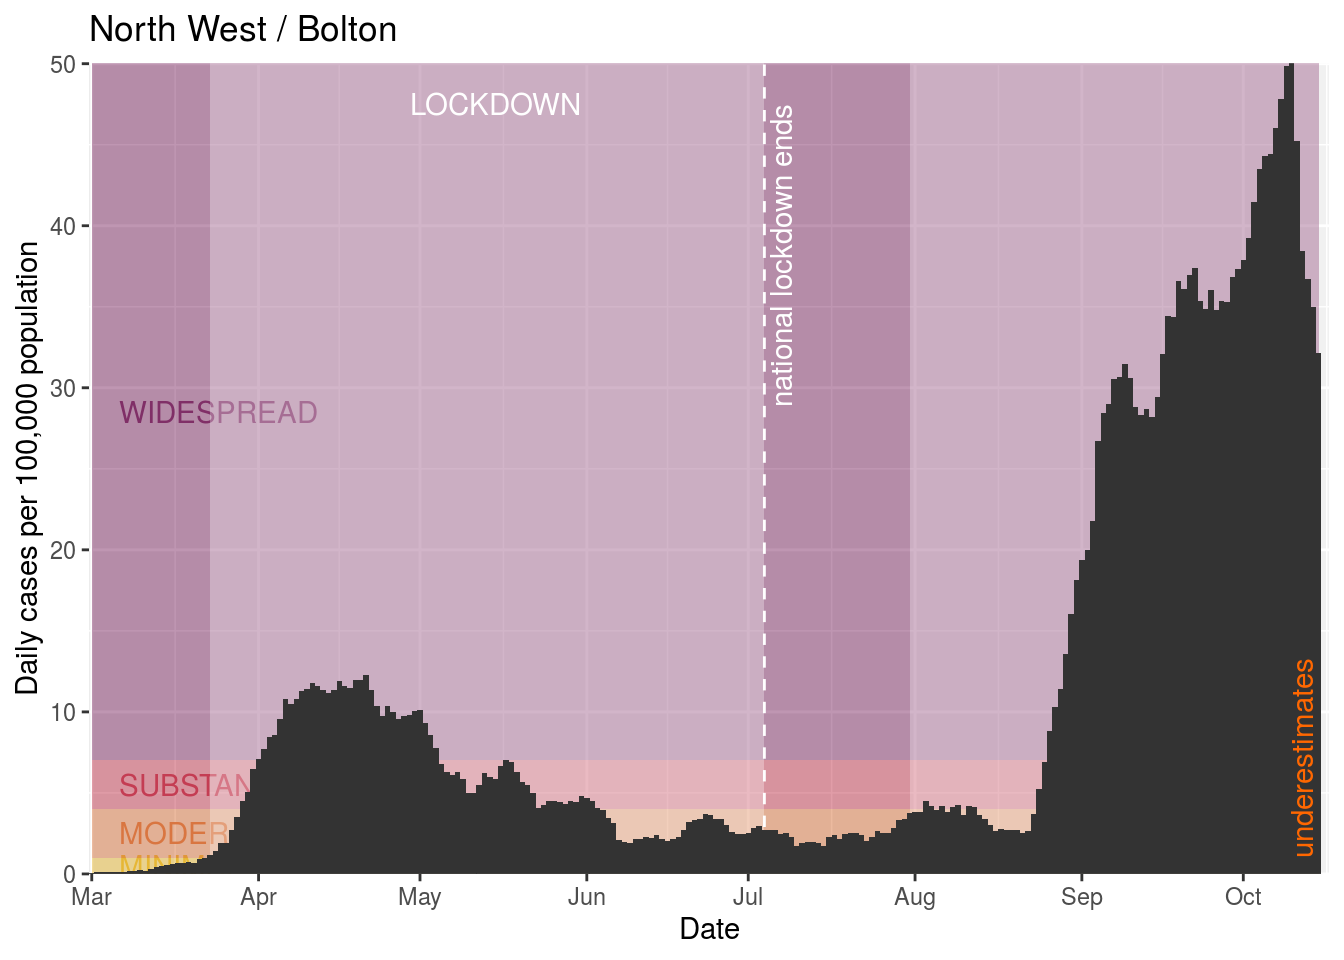 North West / Bolton
Daily cases per 100,000 population
50
40
30
20
10
0
LOCKDOWN
national lockdown ends
WIDESPREAD
SUBSTAN
MODER
underestimates
Mar
Apr
May
Jun
Jul
Aug
Sep
Oct
Date